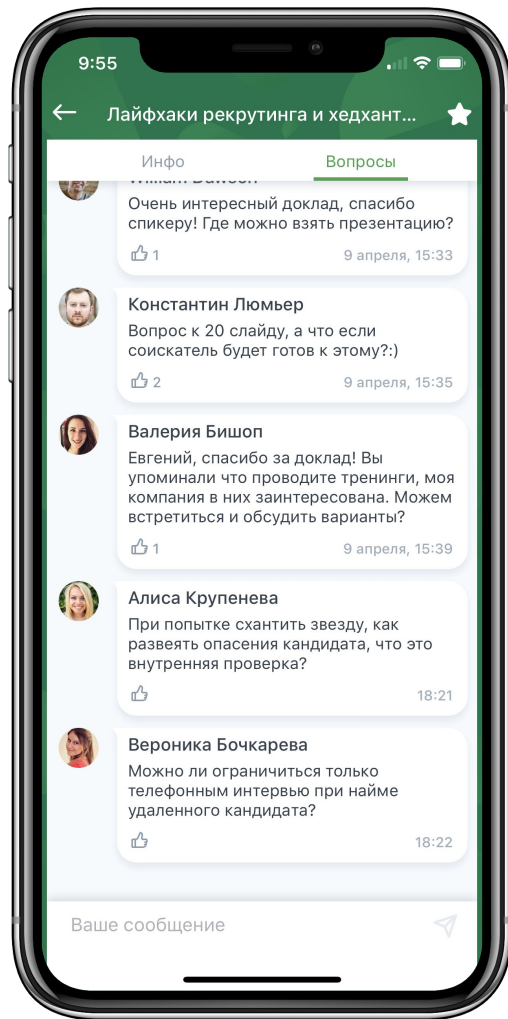 9:55
Лайфхаки рекрутинга и хедхант...
Инфо
Вопросы
William Dawson
Очень интересный доклад, спасибо
спикеру! Где можно взять презентацию?
1
9 апреля, 15:33
Константин Люмьер
Вопрос к 20 слайду, а что если
соискатель будет готов к этому?:)
2
9 апреля, 15:35
Валерия Бишоп
Евгений, спасибо за доклад! Вы
упоминали что проводите тренинги, моя
компания в них заинтересована. Можем
встретиться и обсудить варианты?
1
9 апреля, 15:39
Алиса Крупенева
При попытке схантить звезду, как
развеять опасения кандидата, что это
внутренняя проверка?
18:21
Вероника Бочкарева
Можно ли ограничиться только
телефонным интервью при найме
удаленного кандидата?
18:22
Ваше сообщение